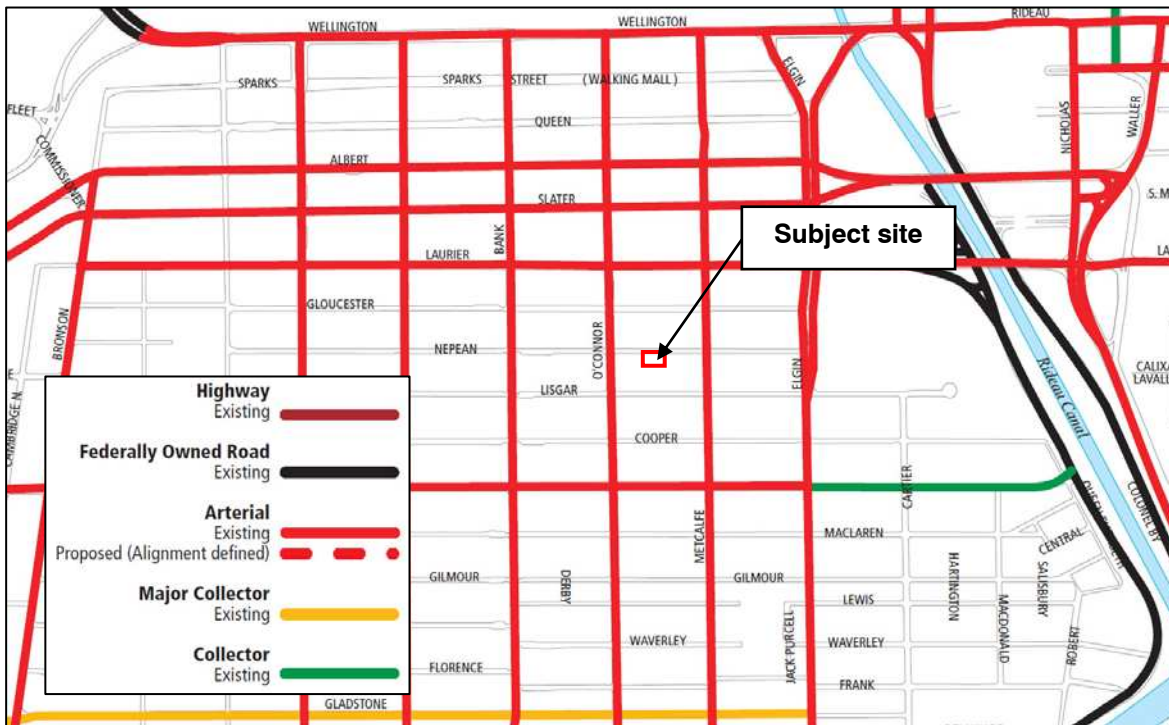 WELLINGTON
WELLINGTON
RIDEAU
SPARKS
SPARKS STREET (WALKING MALL)
ELGIN
FLEET
QUEEN
NICHOLAS
WALLER
COMMISSIONER
ALBERT
SLATER
S. M
Subject site
BANK
LAURIER
LA
GLOUCESTER
BRONSON
O'CONNOR
NEPEAN
ELGIN
Rideau Canal
CALIXA
LAVALL
LISGAR
CAMBRIDGE N.
COOPER
Highway
Existing
Federally Owned Road
Existing
Arterial
Existing
Proposed (Alignment defined)
Major Collector
Existing
Collector
Existing
CARTIER
COLONEL BY
METCALFE
MACLAREN
CENTRAL
GILMOUR
DERBY
GILMOUR
HARTINGTON
SALISBURY
LEWIS
MACDONALD
WAVERLEY
JACK PURCELL
WAVERLEY
ROBERT
FLORENCE
FRANK
GLADSTONE